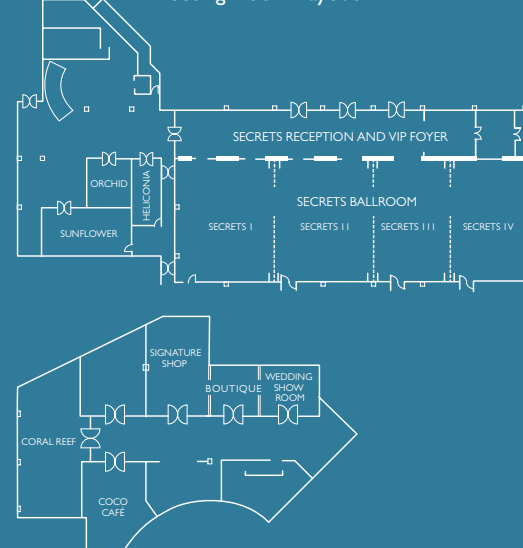 SECRETS RECEPTION AND VIP FOYER
ORCHID
HELICONIA
SECRETS BALLROOM
SUNFLOWER
SECRETS I
SECRETS II
SECRETS III
SECRETS IV
SIGNATURE
SHOP
BOUTIQUE
WEDDING
SHOW
ROOM
CORAL REEF
COCO
CAFÉ